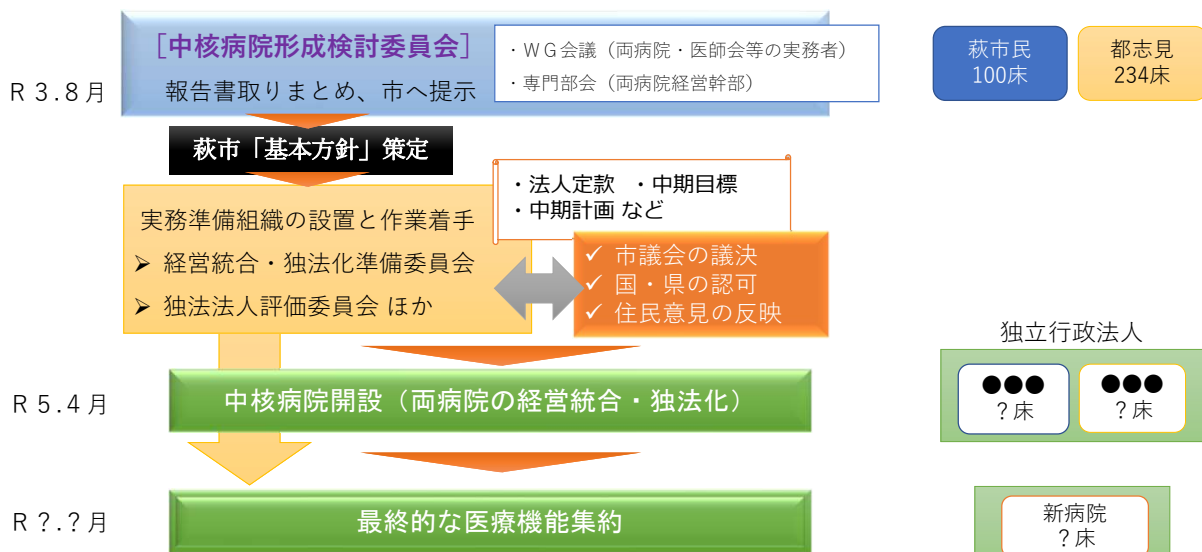 [中核病院形成検討委員会]
Ｒ３.８月
報告書取りまとめ、市へ提示
・ＷＧ会議（両病院・医師会等の実務者）
・専門部会（両病院経営幹部）
萩市民
100床
都志見
234床
萩市「基本方針」策定
・法人定款　・中期目標
・中期計画 など
実務準備組織の設置と作業着手
➢ 経営統合・独法化準備委員会
➢ 独法法人評価委員会 ほか
✓ 市議会の議決
✓ 国・県の認可
✓ 住民意見の反映
独立行政法人
Ｒ５.４月
中核病院開設（両病院の経営統合・独法化）
●●●
？床
●●●
？床
Ｒ？.？月
最終的な医療機能集約
新病院
？床